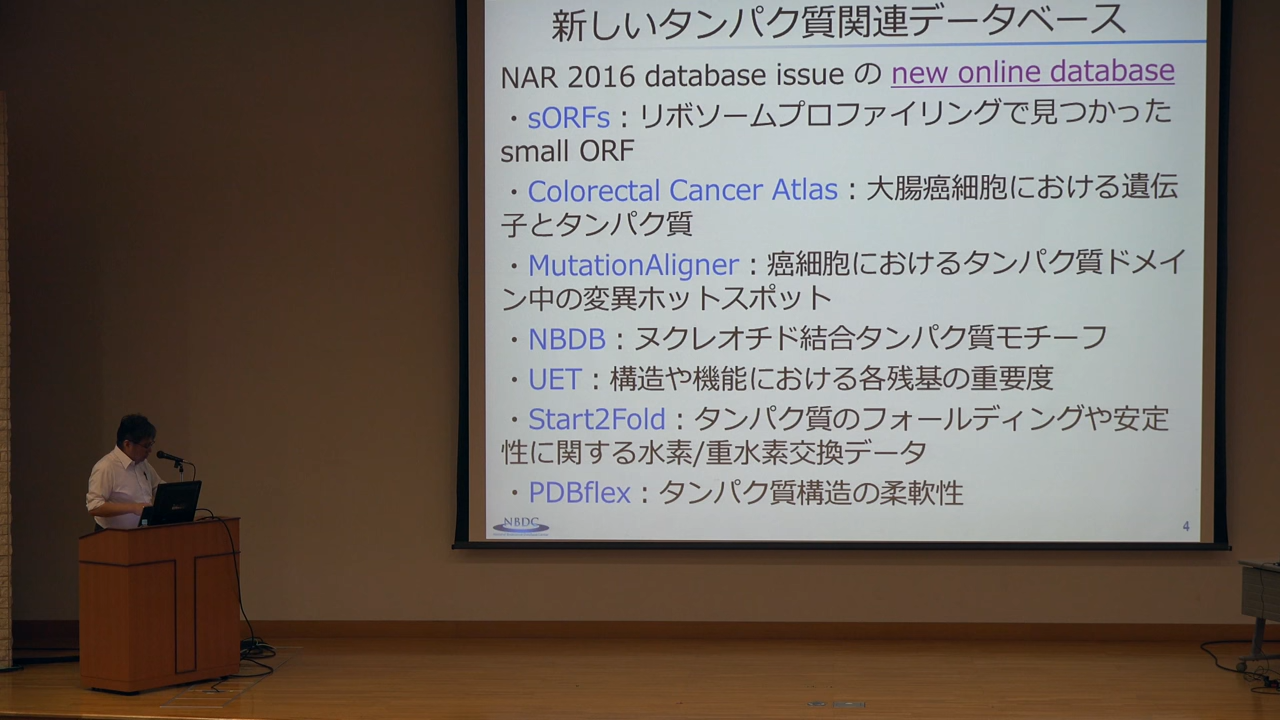 新しいタンパク質関連データベース
NAR 2016 database issue の new online database
・sORFs：リボソームプロファイリングで見つかった
small ORF
・Colorectal Cancer Atlas：大腸癌細胞における遺伝
子とタンパク質
・MutationAligner：癌細胞におけるタンパク質ドメイ
ン中の変異ホットスポット
・NBDB：ヌクレオチド結合タンパク質モチーフ
・UET：構造や機能における各残基の重要度
・Start2Fold：タンパク質のフォールディングや安定
性に関する水素/重水素交換データ
・PDBflex：タンパク質構造の柔軟性
NBDC
4